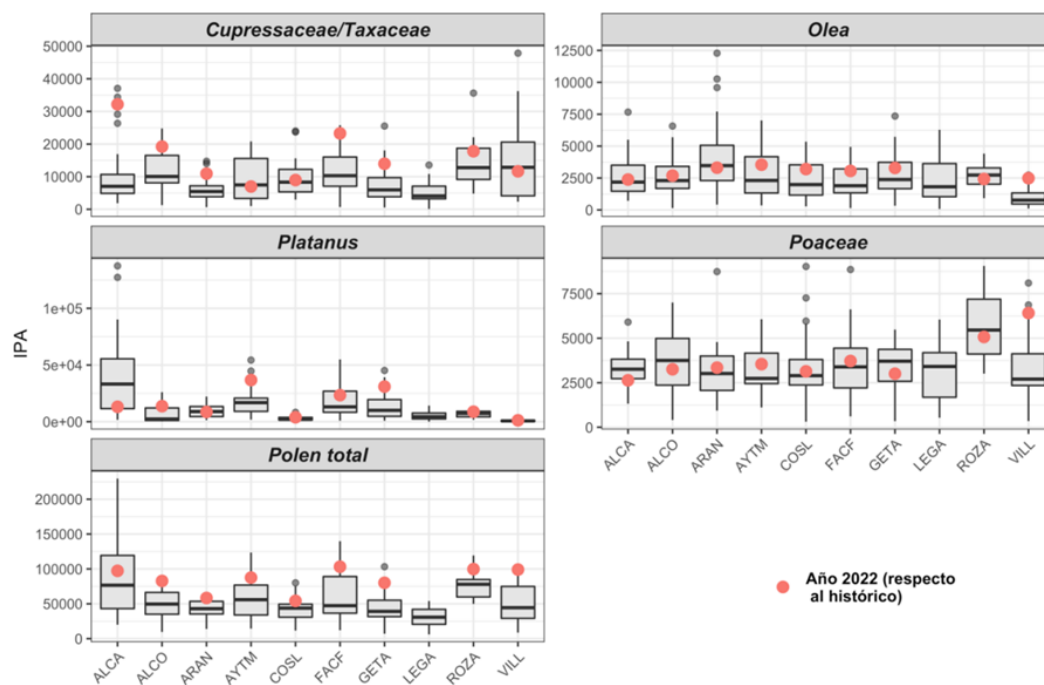 Cupressaceae/Taxaceae
50000
40000
30000
20000
10000
0
Olea
12500
10000
7500
5000
2500
0
IPA
Platanus
1e+05
5e+04
0e+00
Poaceae
7500
5000
2500
0
ALCA
ALCO
ARAN
AYTM
COSL
FACF
GETA
LEGA
ROZA
VILL
Polen total
200000
150000
100000
50000
0
ALCA
ALCO
ARAN
AYTM
COSL
FACF
GETA
LEGA
ROZA
VILL
Año 2022 (respecto
al histórico)